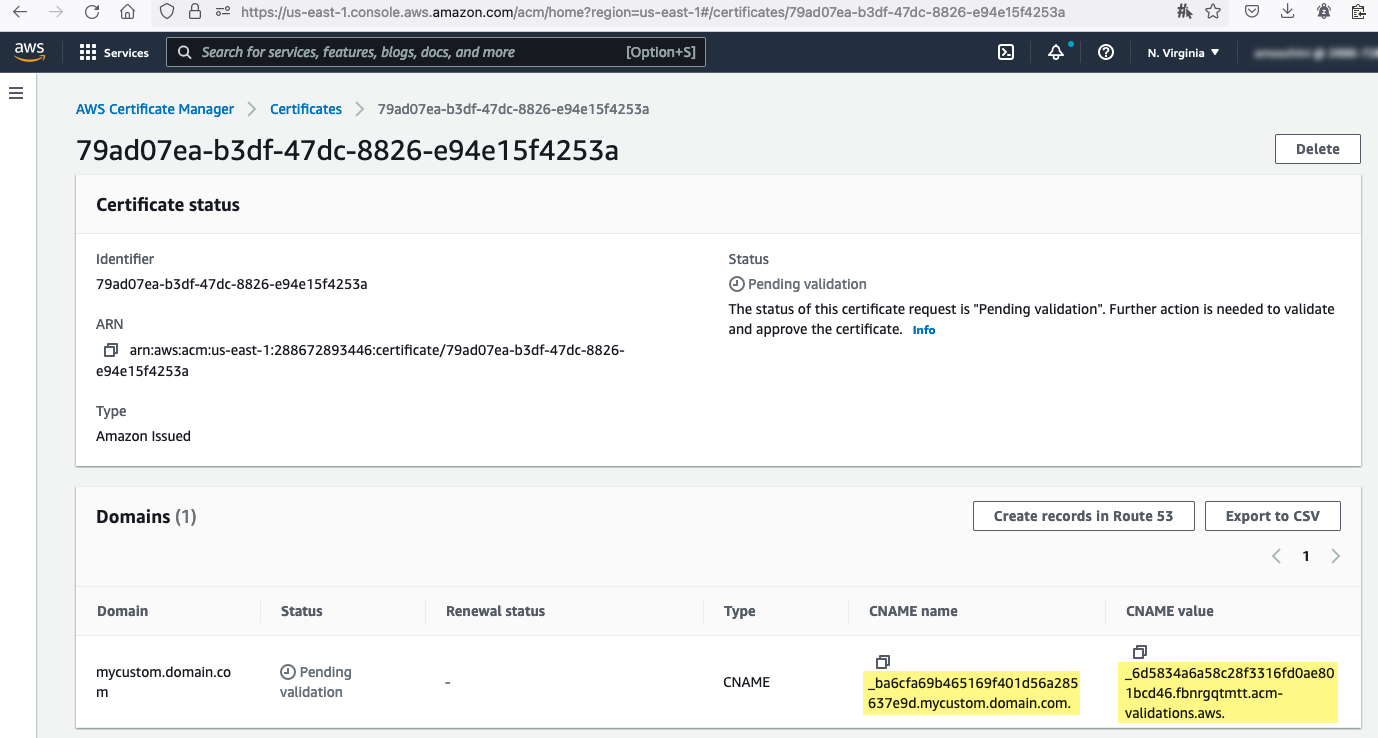 https://us-east-1.console.aws.amazon.com/acm/home?region=us-east-1#/certificates/79ad07ea-b3df-47dc-8826-e94e15f4253a
aws
Services
Search for services, features, blogs, docs, and more
[Option+S]
N. Virginia
AWS Certificate Manager
Certificates
79ad07ea-b3df-47dc-8826-e94e15f4253a
79ad07ea-b3df-47dc-8826-e94e15f4253a
Delete
Certificate status
Identifier
79ad07ea-b3df-47dc-8826-e94e15f4253a
ARN
arn:aws:acm:us-east-1:288672893446:certificate/79ad07ea-b3df-47dc-8826-
e94e15f4253a
Type
Amazon Issued
Status
Pending validation
The status of this certificate request is "Pending validation". Further action is needed to validate
and approve the certificate. Info
Domains (1)
Create records in Route 53
Export to CSV
1
Domain
Status
Renewal status
Type
CNAME name
CNAME value
mycustom.domain.co
m
Pending
validation
-
CNAME
_ba6cfa69b465169f401d56a285
637e9d.mycustom.domain.com.
_6d5834a6a58c28f3316fd0ae80
1bcd46.fbnrgqtmtt.acm-
validations.aws.